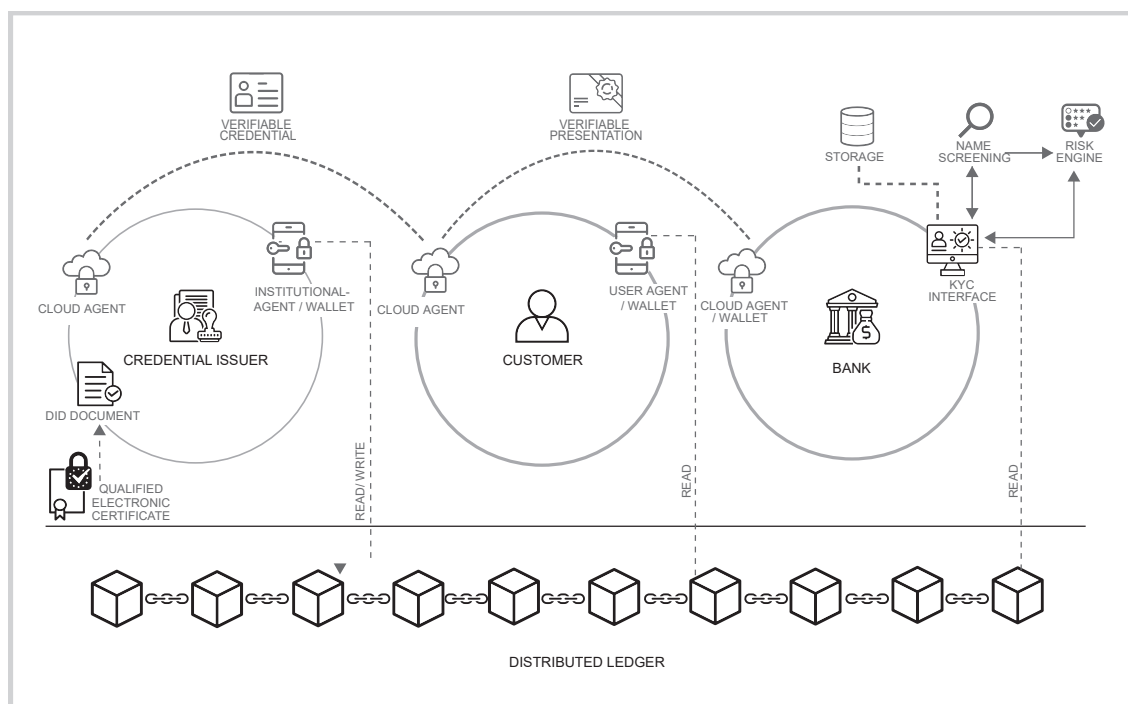 VERIFIABLE
CREDENTIAL
VERIFIABLE
PRESENTATION
STORAGE
NAME
SCREENING
RISK
ENGINE
CLOUD AGENT
INSTITUTIONAL-
AGENT / WALLET
CREDENTIAL ISSUER
DID DOCUMENT
QUALIFIED
ELECTRONIC
CERTIFICATE
READ/ WRITE
CLOUD AGENT
USER AGENT
/ WALLET
CUSTOMER
READ
CLOUD AGENT
/ WALLET
KYC
INTERFACE
BANK
READ
DISTRIBUTED LEDGER